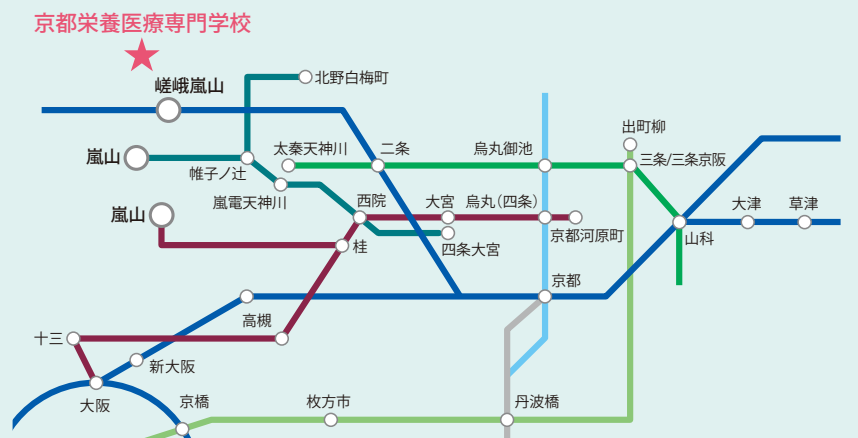 京都栄養医療専門学校
嵯峨嵐山
北野白梅町
出町柳
太秦天神川
二条
烏丸御池
嵐山
三条/三条京阪
帷子ノ辻
嵐電天神川
西院
大宮
烏丸(四条)
大津
草津
嵐山
京都河原町
山科
桂
四条大宮
京都
高槻
十三
新大阪
大阪
京橋
枚方市
丹波橋